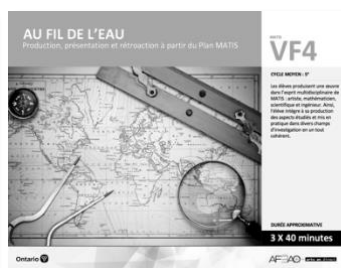 AU FIL DE L'EAU
Production, présentation et rétroaction à partir du Plan MATIS
MATIS
VF4
CYCLE MOYEN : 5e
Les élèves produisent une œuvre
dans l'esprit multidisciplinaire de
MATIS : artiste, mathématicien,
scientifique et ingénieur. Ainsi,
l'élève intègre à sa production
des aspects étudiés et mis en
pratique dans divers champs
d'investigation en un tout
cohérent.
DURÉE APPROXIMATIVE
3 X 40 minutes
Ontario